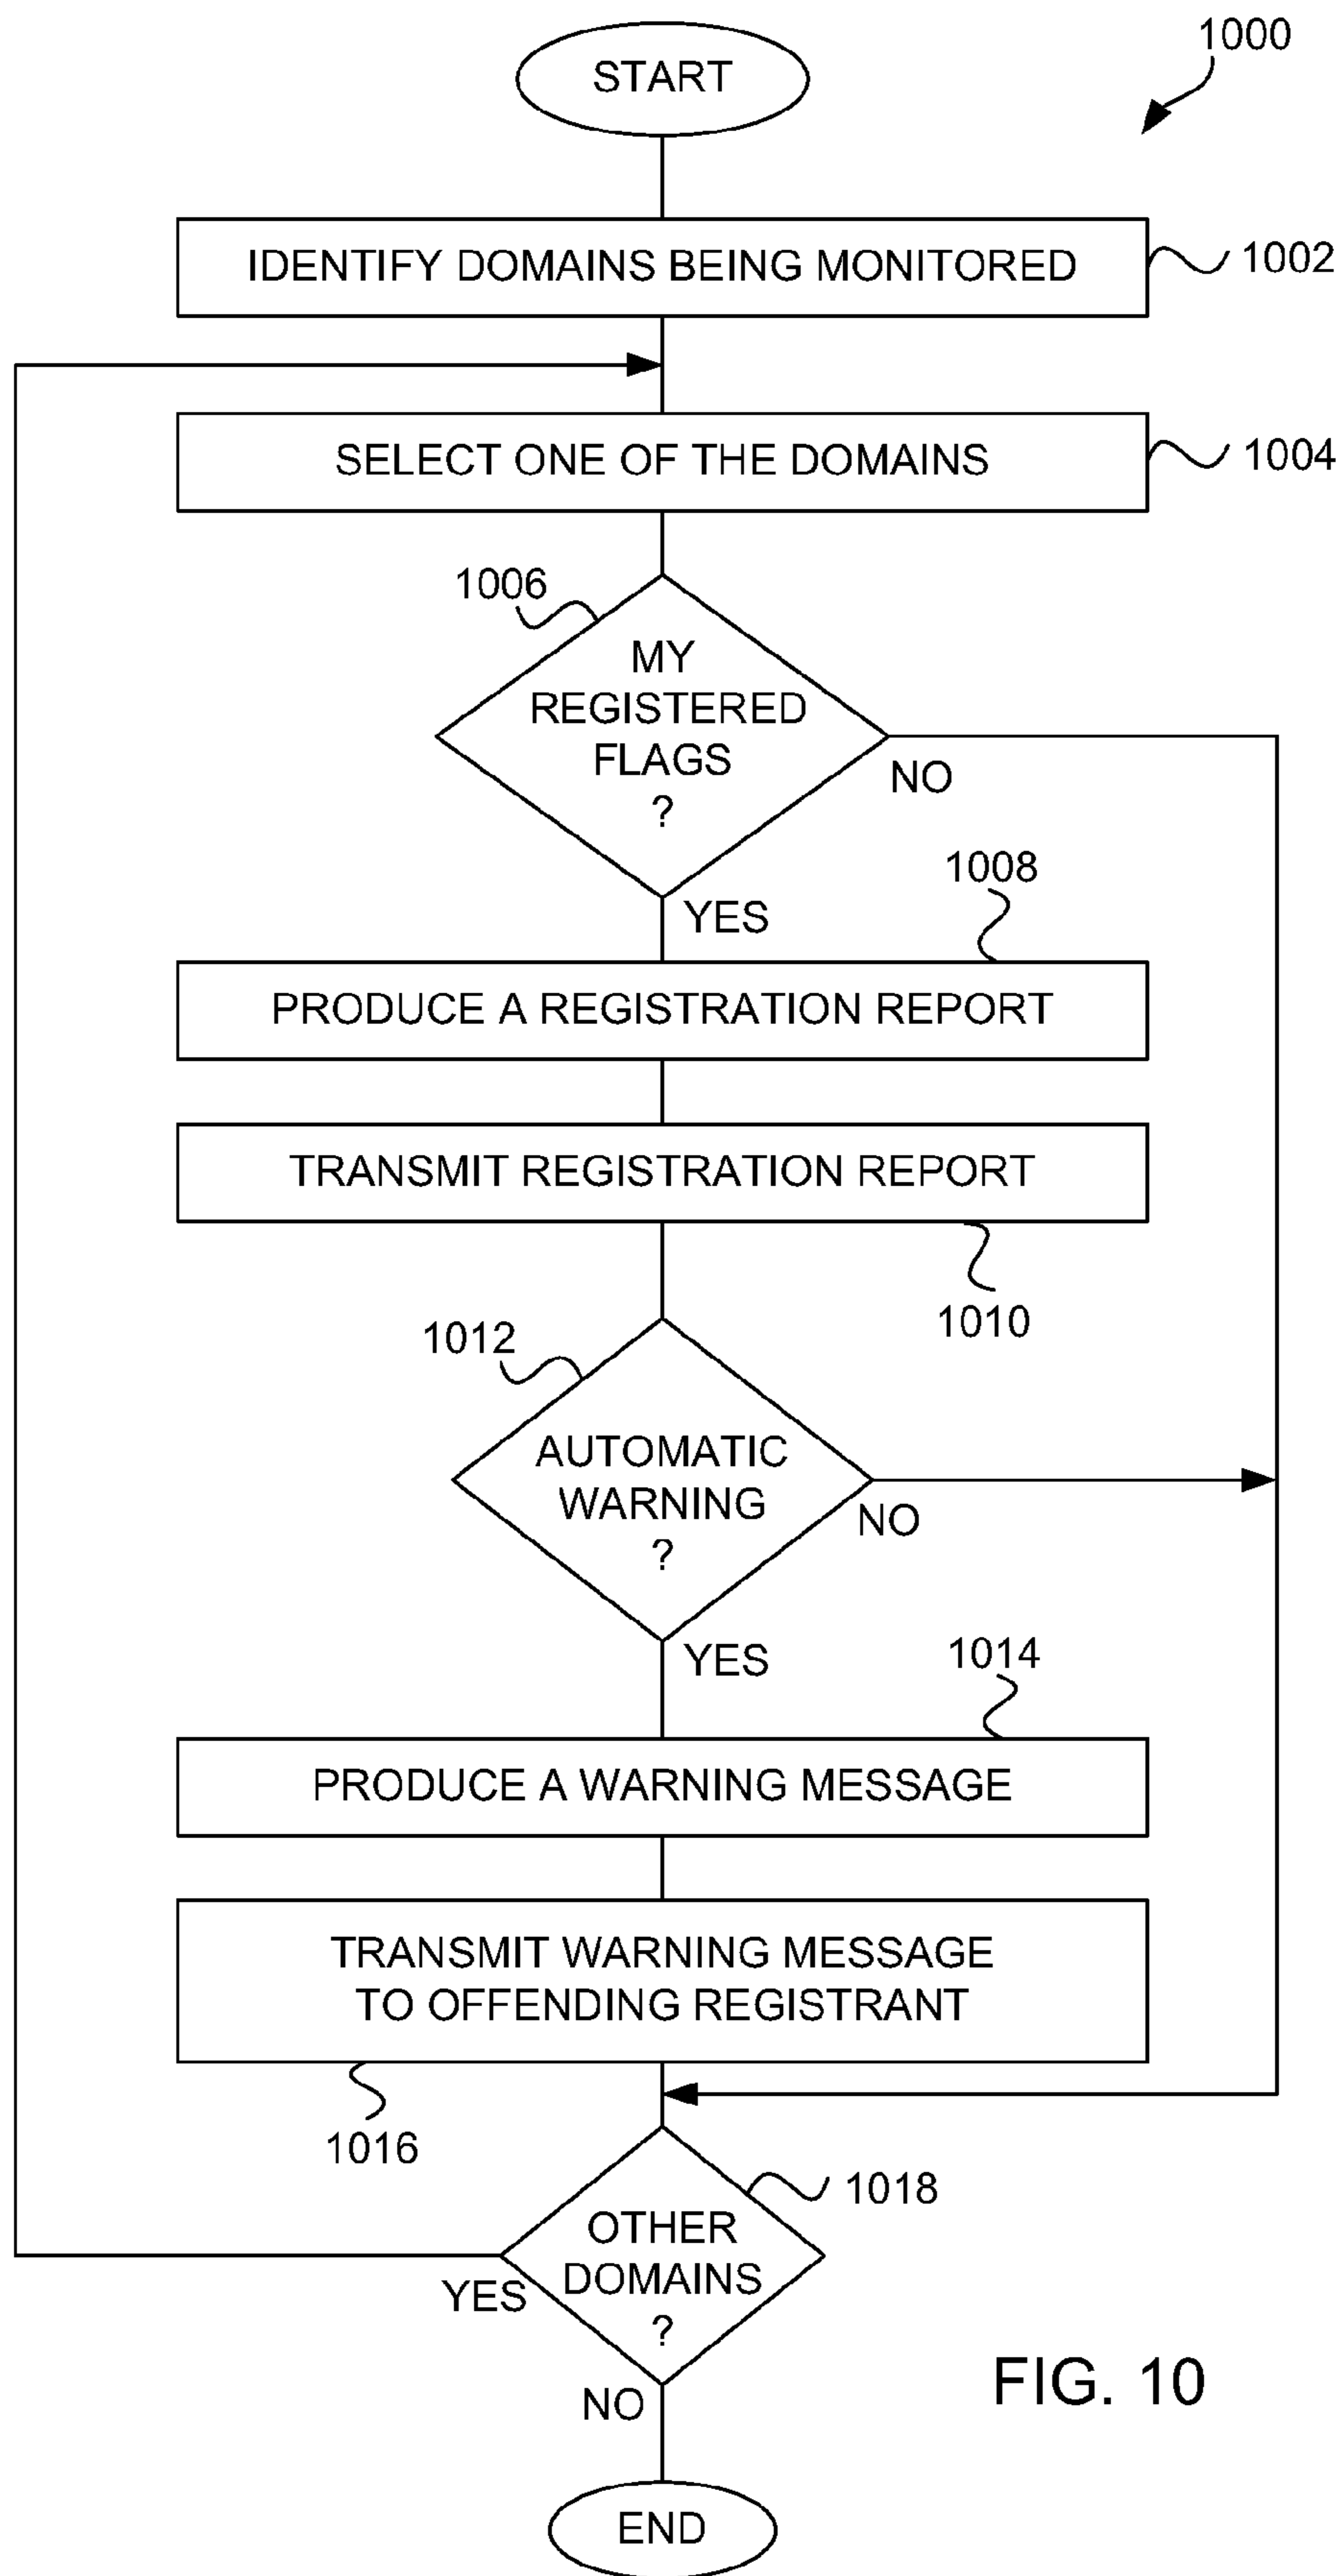 1000
START
IDENTIFY DOMAINS BEING MONITORED
1002
SELECT ONE OF THE DOMAINS
1004
1006
MY
REGISTERED
FLAGS
?
NO
YES
1008
PRODUCE A REGISTRATION REPORT
TRANSMIT REGISTRATION REPORT
1010
1012
AUTOMATIC
WARNING
?
NO
YES
1014
PRODUCE A WARNING MESSAGE
TRANSMIT WARNING MESSAGE
TO OFFENDING REGISTRANT
1016
1018
OTHER
DOMAINS
?
YES
NO
FIG. 10
END